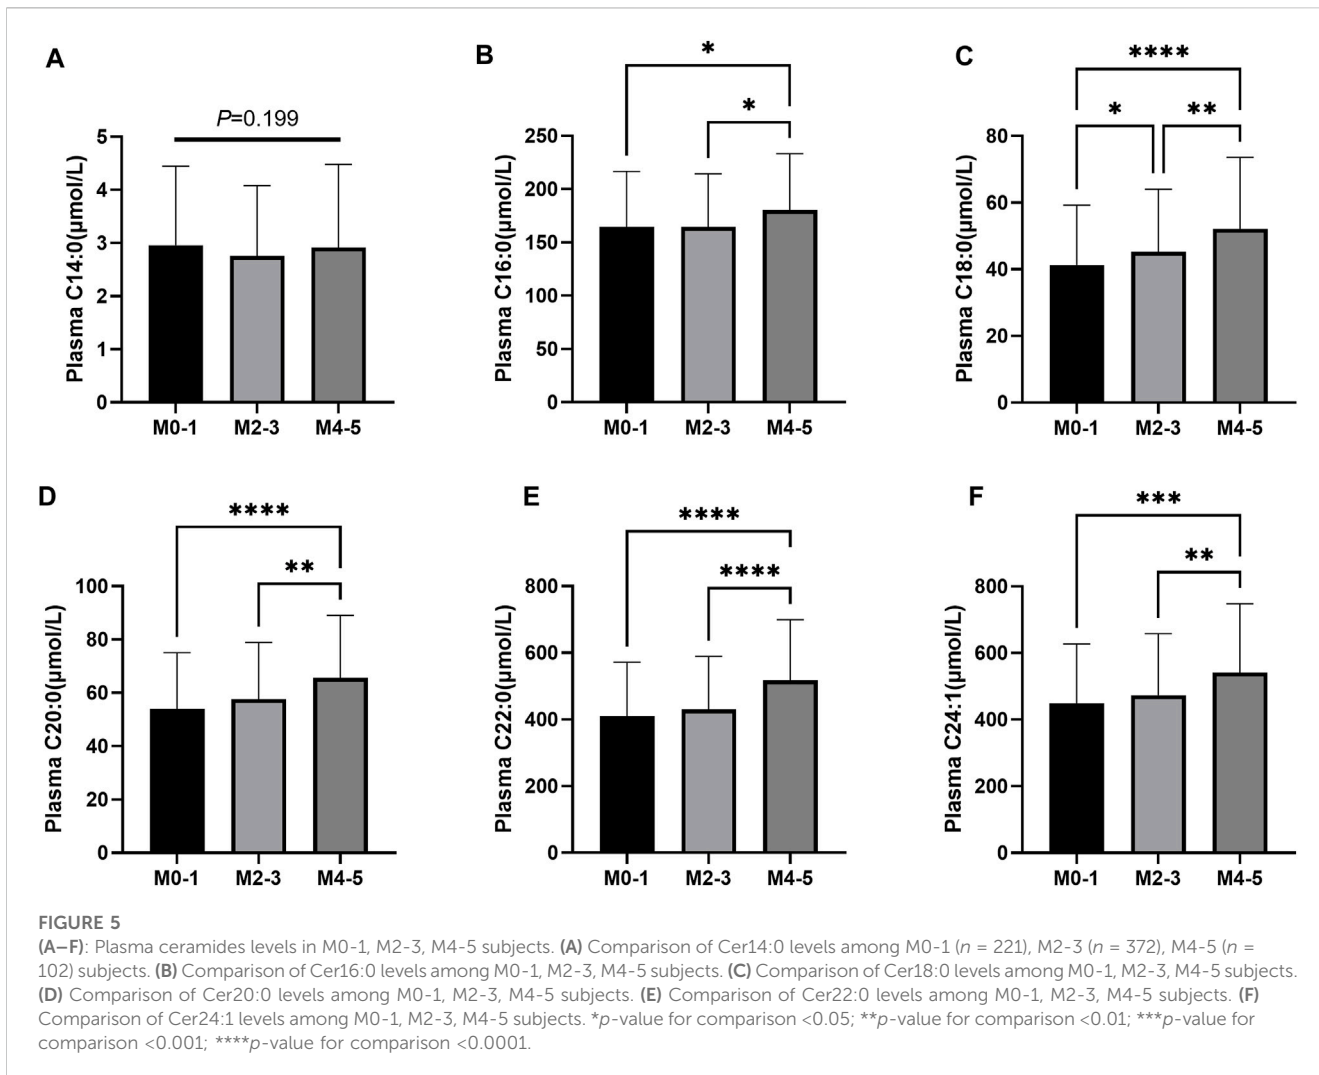 A
P=0.199
Plasma C14:0(µmol/L)
5
4
3
2
1
0
M0-1 M2-3 M4-5
B
*
*
Plasma C16:0(µmol/L)
250
200
150
100
50
0
M0-1 M2-3 M4-5
C
****
* **
Plasma C18:0(µmol/L)
80
60
40
20
0
M0-1 M2-3 M4-5
D
****
**
Plasma C20:0(µmol/L)
100
80
60
40
20
0
M0-1 M2-3 M4-5
E
****
****
Plasma C22:0(µmol/L)
800
600
400
200
0
M0-1 M2-3 M4-5
F
***
**
Plasma C24:1(µmol/L)
800
600
400
200
0
M0-1 M2-3 M4-5
FIGURE 5
(A–F): Plasma ceramides levels in M0-1, M2-3, M4-5 subjects. (A) Comparison of Cer14:0 levels among M0-1 (n = 221), M2-3 (n = 372), M4-5 (n =
102) subjects. (B) Comparison of Cer16:0 levels among M0-1, M2-3, M4-5 subjects. (C) Comparison of Cer18:0 levels among M0-1, M2-3, M4-5 subjects.
(D) Comparison of Cer20:0 levels among M0-1, M2-3, M4-5 subjects. (E) Comparison of Cer22:0 levels among M0-1, M2-3, M4-5 subjects. (F)
Comparison of Cer24:1 levels among M0-1, M2-3, M4-5 subjects. *p-value for comparison <0.05; **p-value for comparison <0.01; ***p-value for
comparison <0.001; ****p-value for comparison <0.0001.